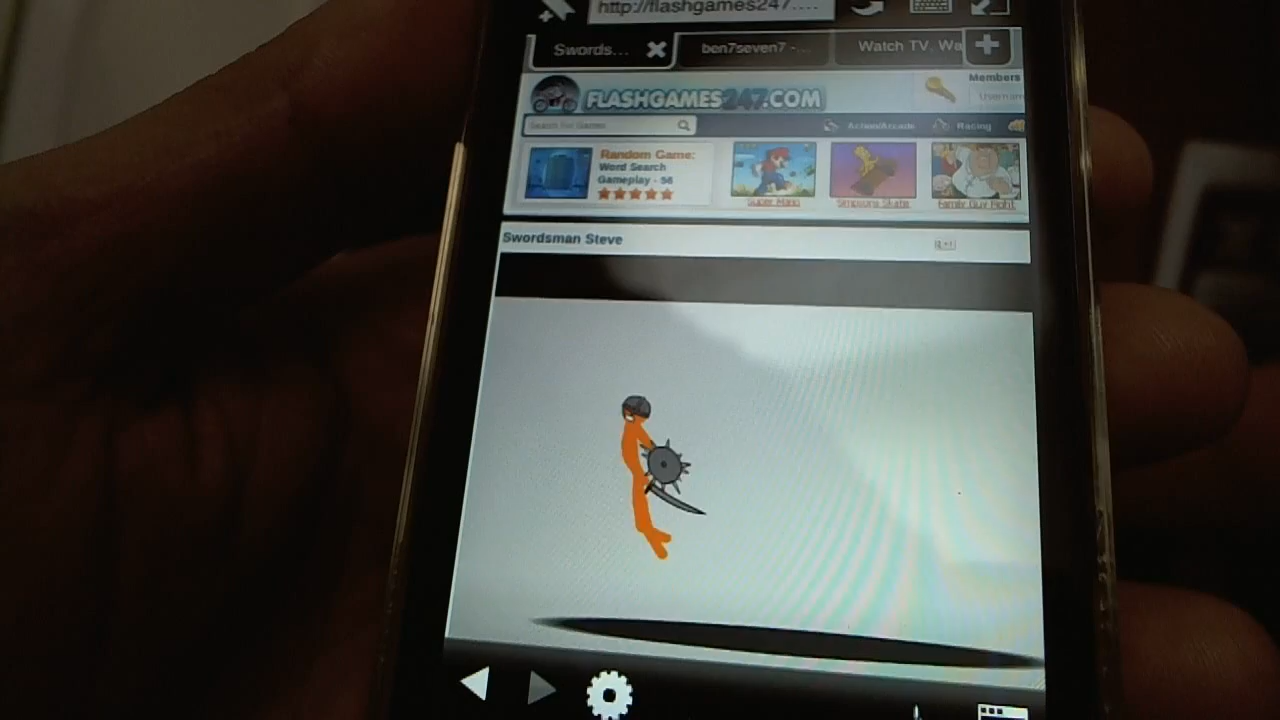 http://flashgames247....
Swords...
ben7seven7 -...
Watch TV, Wa
FLASHGAMES247.COM
Members
Usernam
Search For Games
Action/Arcade
Racing
Random Game:
Word Search
Gameplay - 56
Super Mario
Simpsons Skate
Family Guy Fight
Swordsman Steve